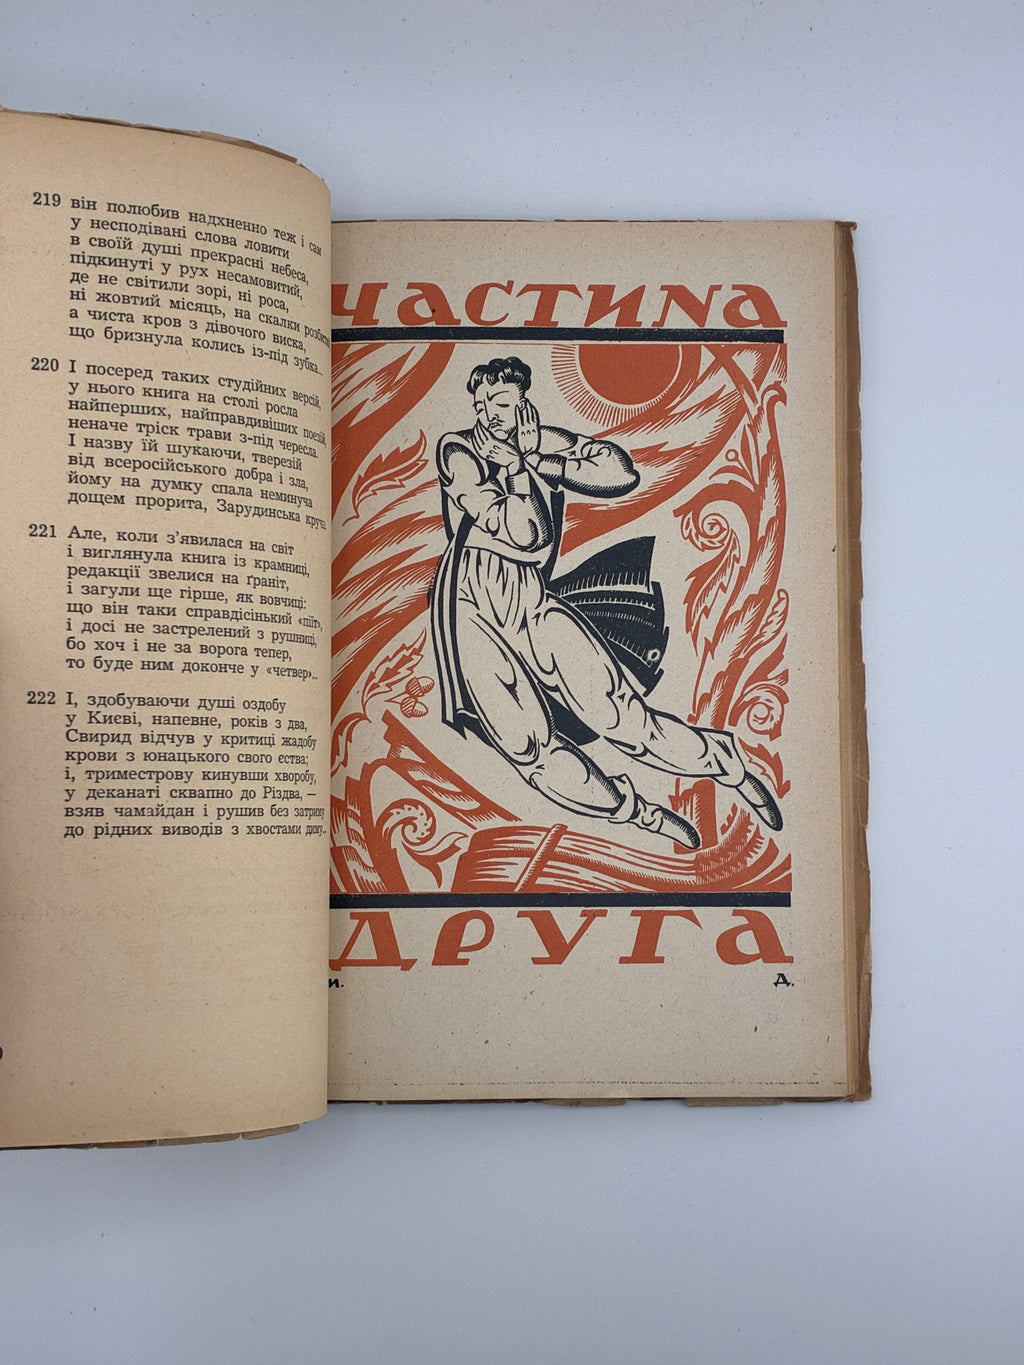 219 він полюбив надхненно теж і сам
у несподівані слова ловити
в своїй душі прекрасні небеса,
підкинуті у рух несамовитий,
де не світили зорі, ні роса,
ні жовтий місяць, на скалки розбитий
а чиста кров з дівочого виска,
що бризнула колись із-під зубка...
220 І посеред таких студійних версій,
у нього книга на столі росла
найперших, найправдивіших поезій,
неначе тріск трави з-під чересла.
І назву їй шукаючи, тверезій
від всеросійського добра і зла,
йому на думку спала неминуча
дощем прорита, Зарудинська круча.
221 Але, коли з'явилася на світ
і виглянула книга із крамниці,
редакції звелися на ґраніт,
і загули ще гірше, як вовчиці:
що він таки справдісінький «піїт»,
і досі не застрелений з рушниці,
бо хоч і не за ворога тепер,
то буде ним доконче у «четвер»...
222 І, здобуваючи душі оздобу
у Києві, напевне, років з два,
Свирид відчув у критиці жадобу
крови з юнацького свого єства;
і, триместрову кинувши хворобу,
у деканаті сквапно до Різдва, —
взяв чамайдан і рушив без затримку
до рідних виводів з хвостами диму...
ЧАСТИНА
ДРУГА
и. Д.